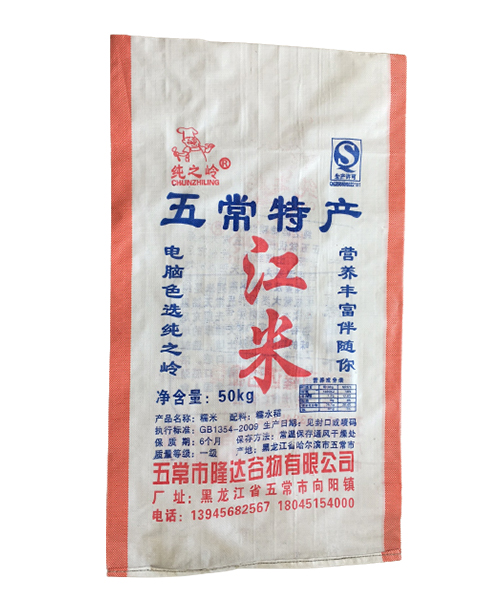 纯之岭®
CHUNZHILING
生产许可
五常特产
电脑色选纯之岭
江米
营养丰富伴随你
净含量：50kg
营养成份表
产品名称：糯米 配料：糯水稻
执行标准：GB1354-2009 生产日期：见封口或喷码
保质期：6个月 保存方法：常温保存通风干燥处
质量等级：一级 产地：黑龙江省哈尔滨市五常市
五常市隆达谷物有限公司
厂址：黑龙江省五常市向阳镇
电话：13945682567 18045154000